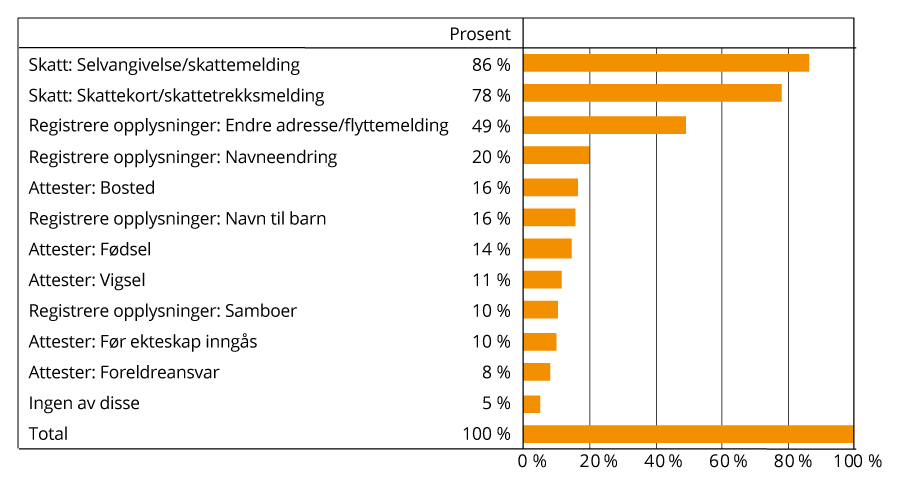 Prosent
Skatt: Selvangivelse/skattemelding 86 %
Skatt: Skattekort/skattetrekksmelding 78 %
Registrere opplysninger: Endre adresse/flyttemelding 49 %
Registrere opplysninger: Navneendring 20 %
Attester: Bosted 16 %
Registrere opplysninger: Navn til barn 16 %
Attester: Fødsel 14 %
Attester: Vigsel 11 %
Registrere opplysninger: Samboer 10 %
Attester: Før ekteskap inngås 10 %
Attester: Foreldreansvar 8 %
Ingen av disse 5 %
Total 100 %
0 % 20 % 40 % 60 % 80 % 100 %